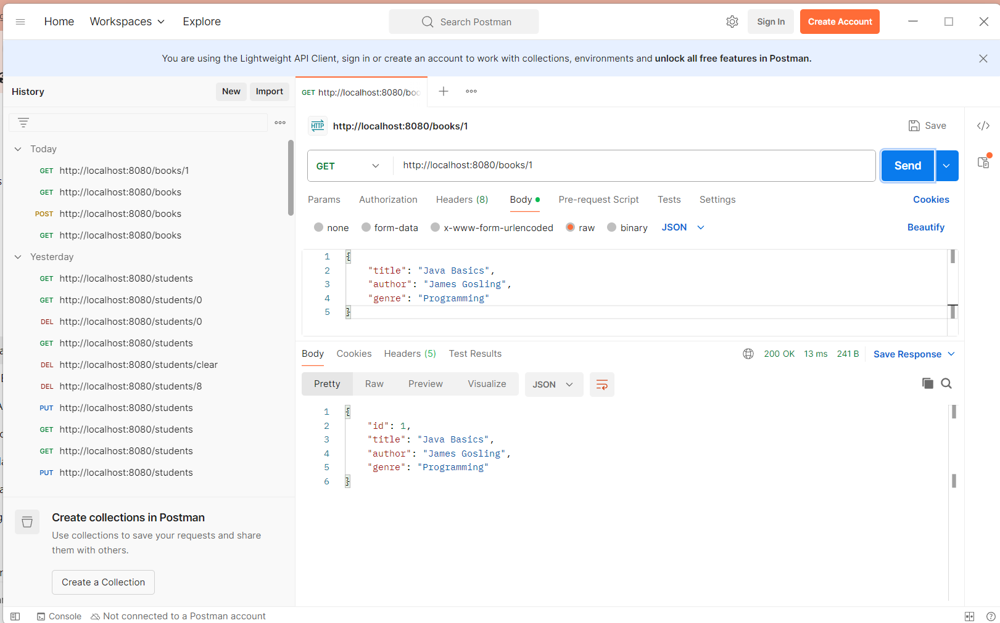 Home Workspaces Explore Search Postman Sign In Create Account
You are using the Lightweight API Client, sign in or create an account to work with collections, environments and unlock all free features in Postman.
History New Import
Today
GET http://localhost:8080/books/1
GET http://localhost:8080/books
POST http://localhost:8080/books
GET http://localhost:8080/books
Yesterday
GET http://localhost:8080/students
GET http://localhost:8080/students/0
DEL http://localhost:8080/students/0
GET http://localhost:8080/students
DEL http://localhost:8080/students/clear
DEL http://localhost:8080/students/8
PUT http://localhost:8080/students
GET http://localhost:8080/students
GET http://localhost:8080/students
PUT http://localhost:8080/students
Create collections in Postman
Use collections to save your requests and share
them with others.
Create a Collection
GET http://localhost:8080/boo
HTTP http://localhost:8080/books/1 Save </>
GET http://localhost:8080/books/1 Send
Params Authorization Headers (8) Body Pre-request Script Tests Settings Cookies
none form-data x-www-form-urlencoded raw binary JSON Beautify
1 {
2 "title": "Java Basics",
3 "author": "James Gosling",
4 "genre": "Programming"
5 }
Body Cookies Headers (5) Test Results 200 OK 13 ms 241 B Save Response
Pretty Raw Preview Visualize JSON
1 {
2 "id": 1,
3 "title": "Java Basics",
4 "author": "James Gosling",
5 "genre": "Programming"
6 }
Console Not connected to a Postman account